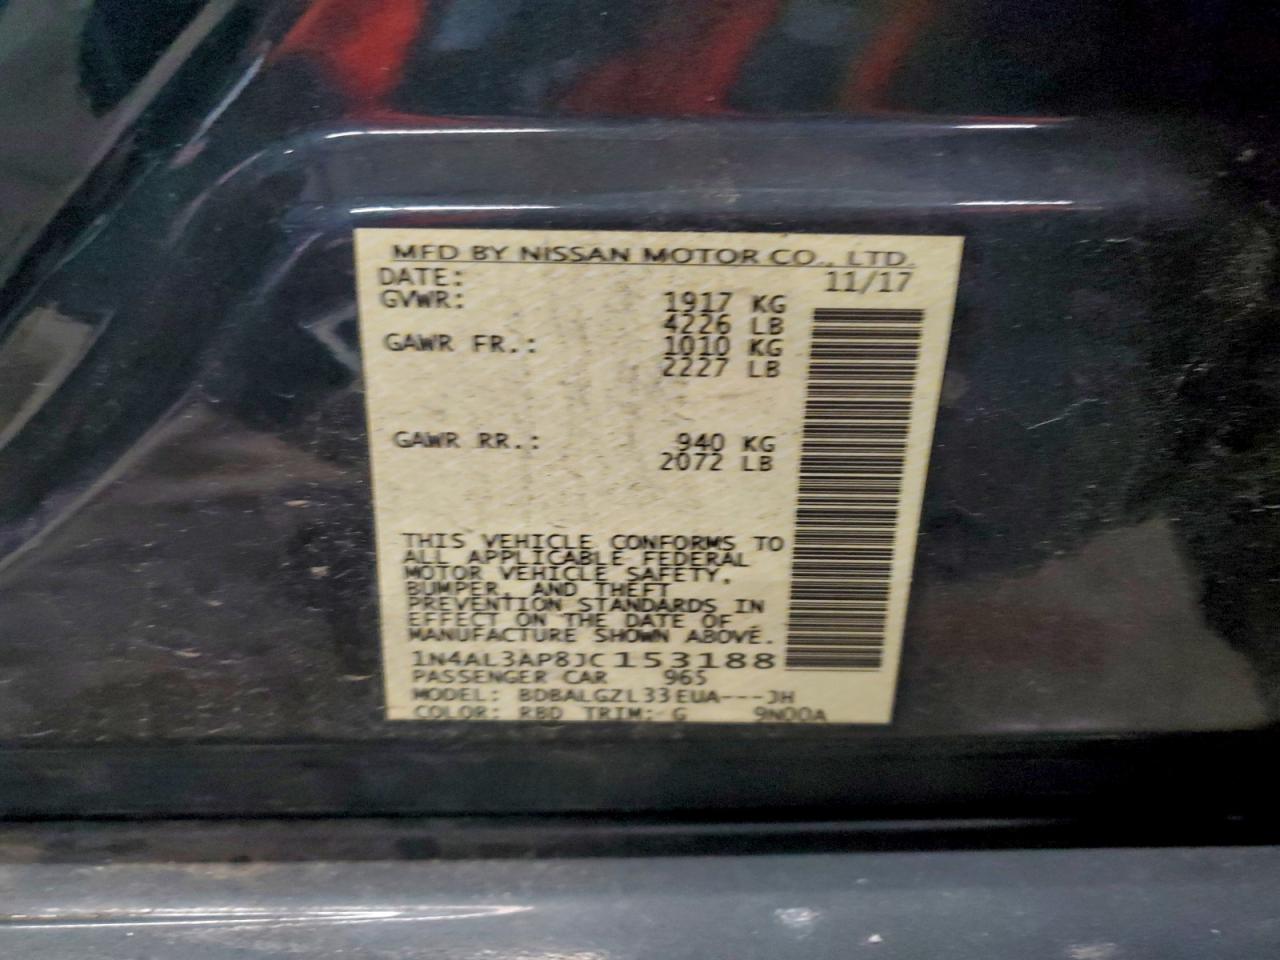 MFD BY NISSAN MOTOR CO., LTD.
DATE: 11/17
GVWR: 1917 KG
4226 LB
GAWR FR.: 1010 KG
2227 LB
GAWR RR.: 940 KG
2072 LB
THIS VEHICLE CONFORMS TO
ALL APPLICABLE FEDERAL
MOTOR VEHICLE SAFETY,
BUMPER, AND THEFT
PREVENTION STANDARDS IN
EFFECT ON THE DATE OF
MANUFACTURE SHOWN ABOVE.
1N4AL3AP8JC153188
PASSENGER CAR 965
MODEL: BDBALGZL33EUA---JH
COLOR: RBD TRIM: G 9N00A